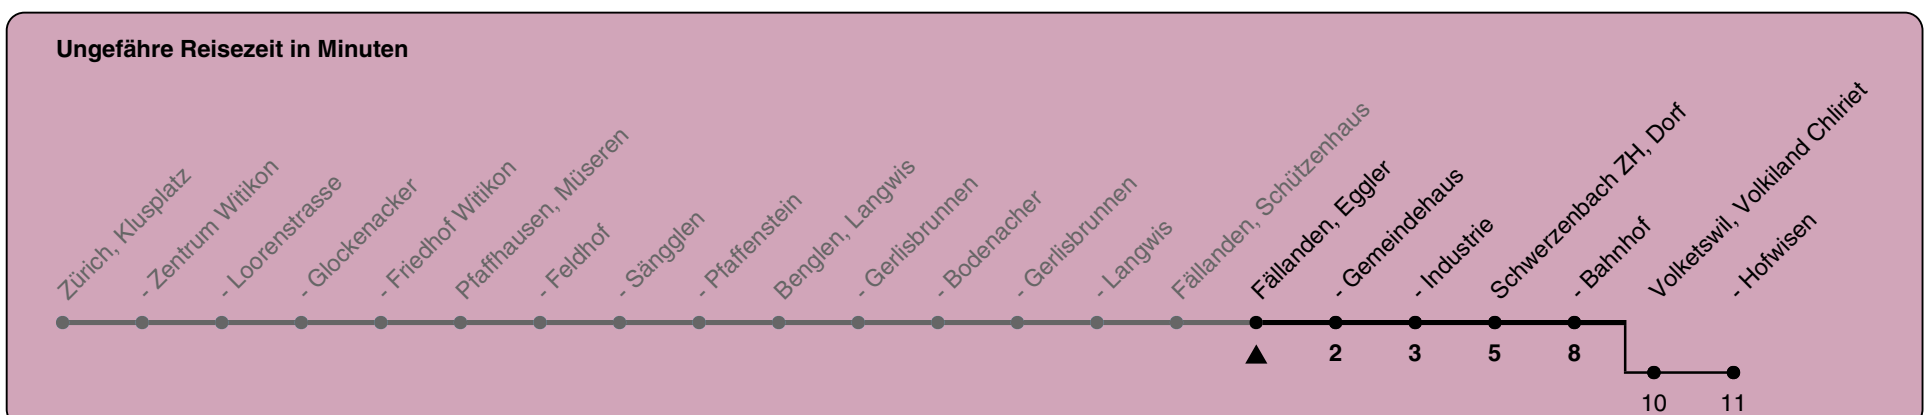 Ungefähre Reisezeit in Minuten
Zürich, Klusplatz
- Zentrum Witikon
- Loorenstrasse
- Glockenacker
- Friedhof Witikon
Pfaffhausen, Müseren
- Feldhof
- Sängglen
- Pfaffenstein
Benglen, Langwis
- Gerlisbrunnen
- Bodenacher
- Gerlisbrunnen
- Langwis
Fällanden, Schützenhaus
Fällanden, Eggler
- Gemeindehaus
- Industrie
Schwerzenbach ZH, Dorf
- Bahnhof
Volketswil, Volkiland Chliriet
- Hofwisen
2 3 5 8
10 11